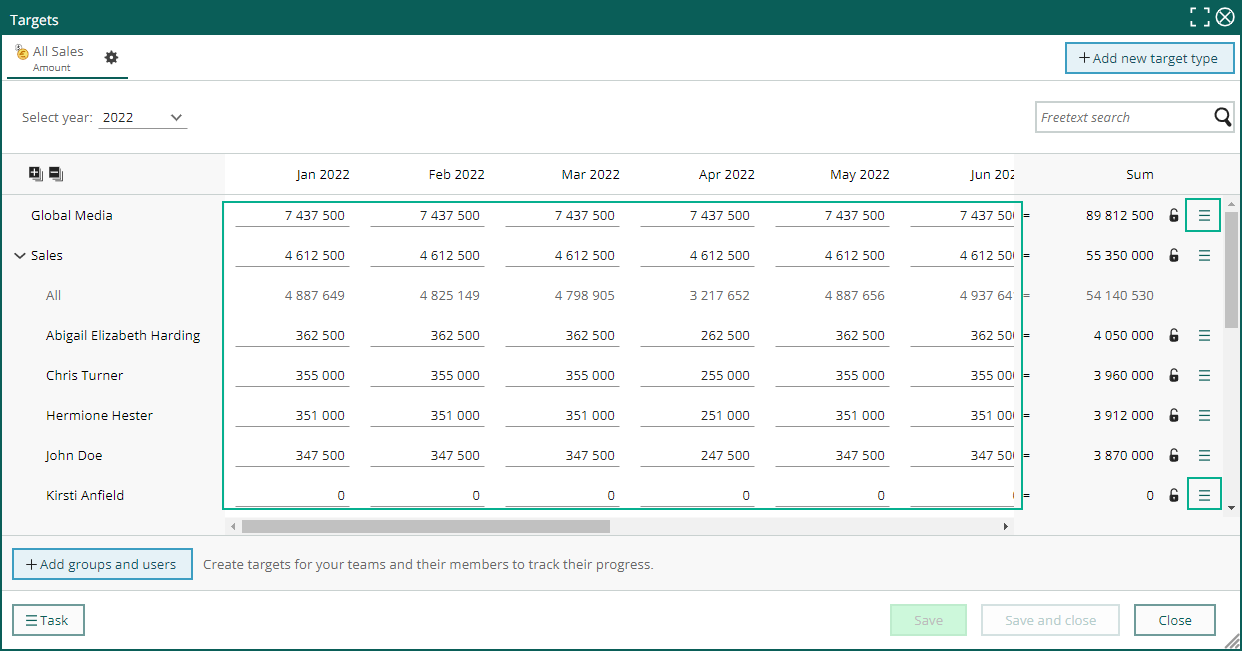 Targets
All Sales
Amount
+ Add new target type
Select year: 2022
Freetext search
Jan 2022 Feb 2022 Mar 2022 Apr 2022 May 2022 Jun 202 Sum
Global Media 7 437 500 7 437 500 7 437 500 7 437 500 7 437 500 7 437 50 = 89 812 500
Sales 4 612 500 4 612 500 4 612 500 4 612 500 4 612 500 4 612 50 = 55 350 000
All 4 887 649 4 825 149 4 798 905 3 217 652 4 887 656 4 937 64 = 54 140 530
Abigail Elizabeth Harding 362 500 362 500 362 500 262 500 362 500 362 50 = 4 050 000
Chris Turner 355 000 355 000 355 000 255 000 355 000 355 00 = 3 960 000
Hermione Hester 351 000 351 000 351 000 251 000 351 000 351 00 = 3 912 000
John Doe 347 500 347 500 347 500 247 500 347 500 347 50 = 3 870 000
Kirsti Anfield 0 0 0 0 0 = 0
+ Add groups and users Create targets for your teams and their members to track their progress.
Task Save Save and close Close